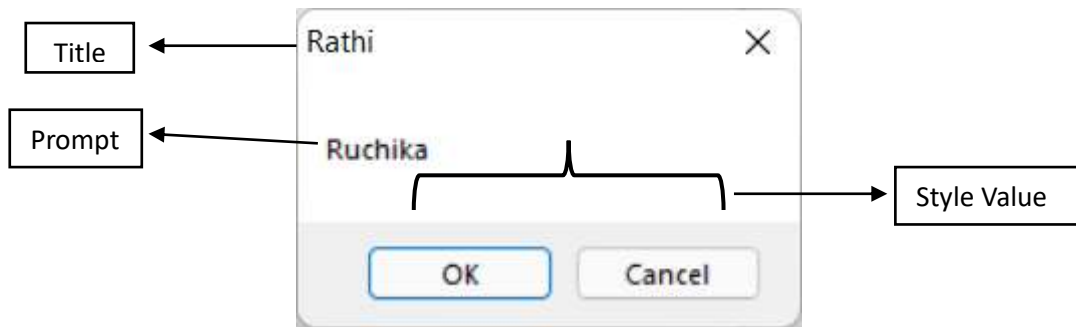 Title
Rathi
Prompt
Ruchika
Style Value
OK
Cancel